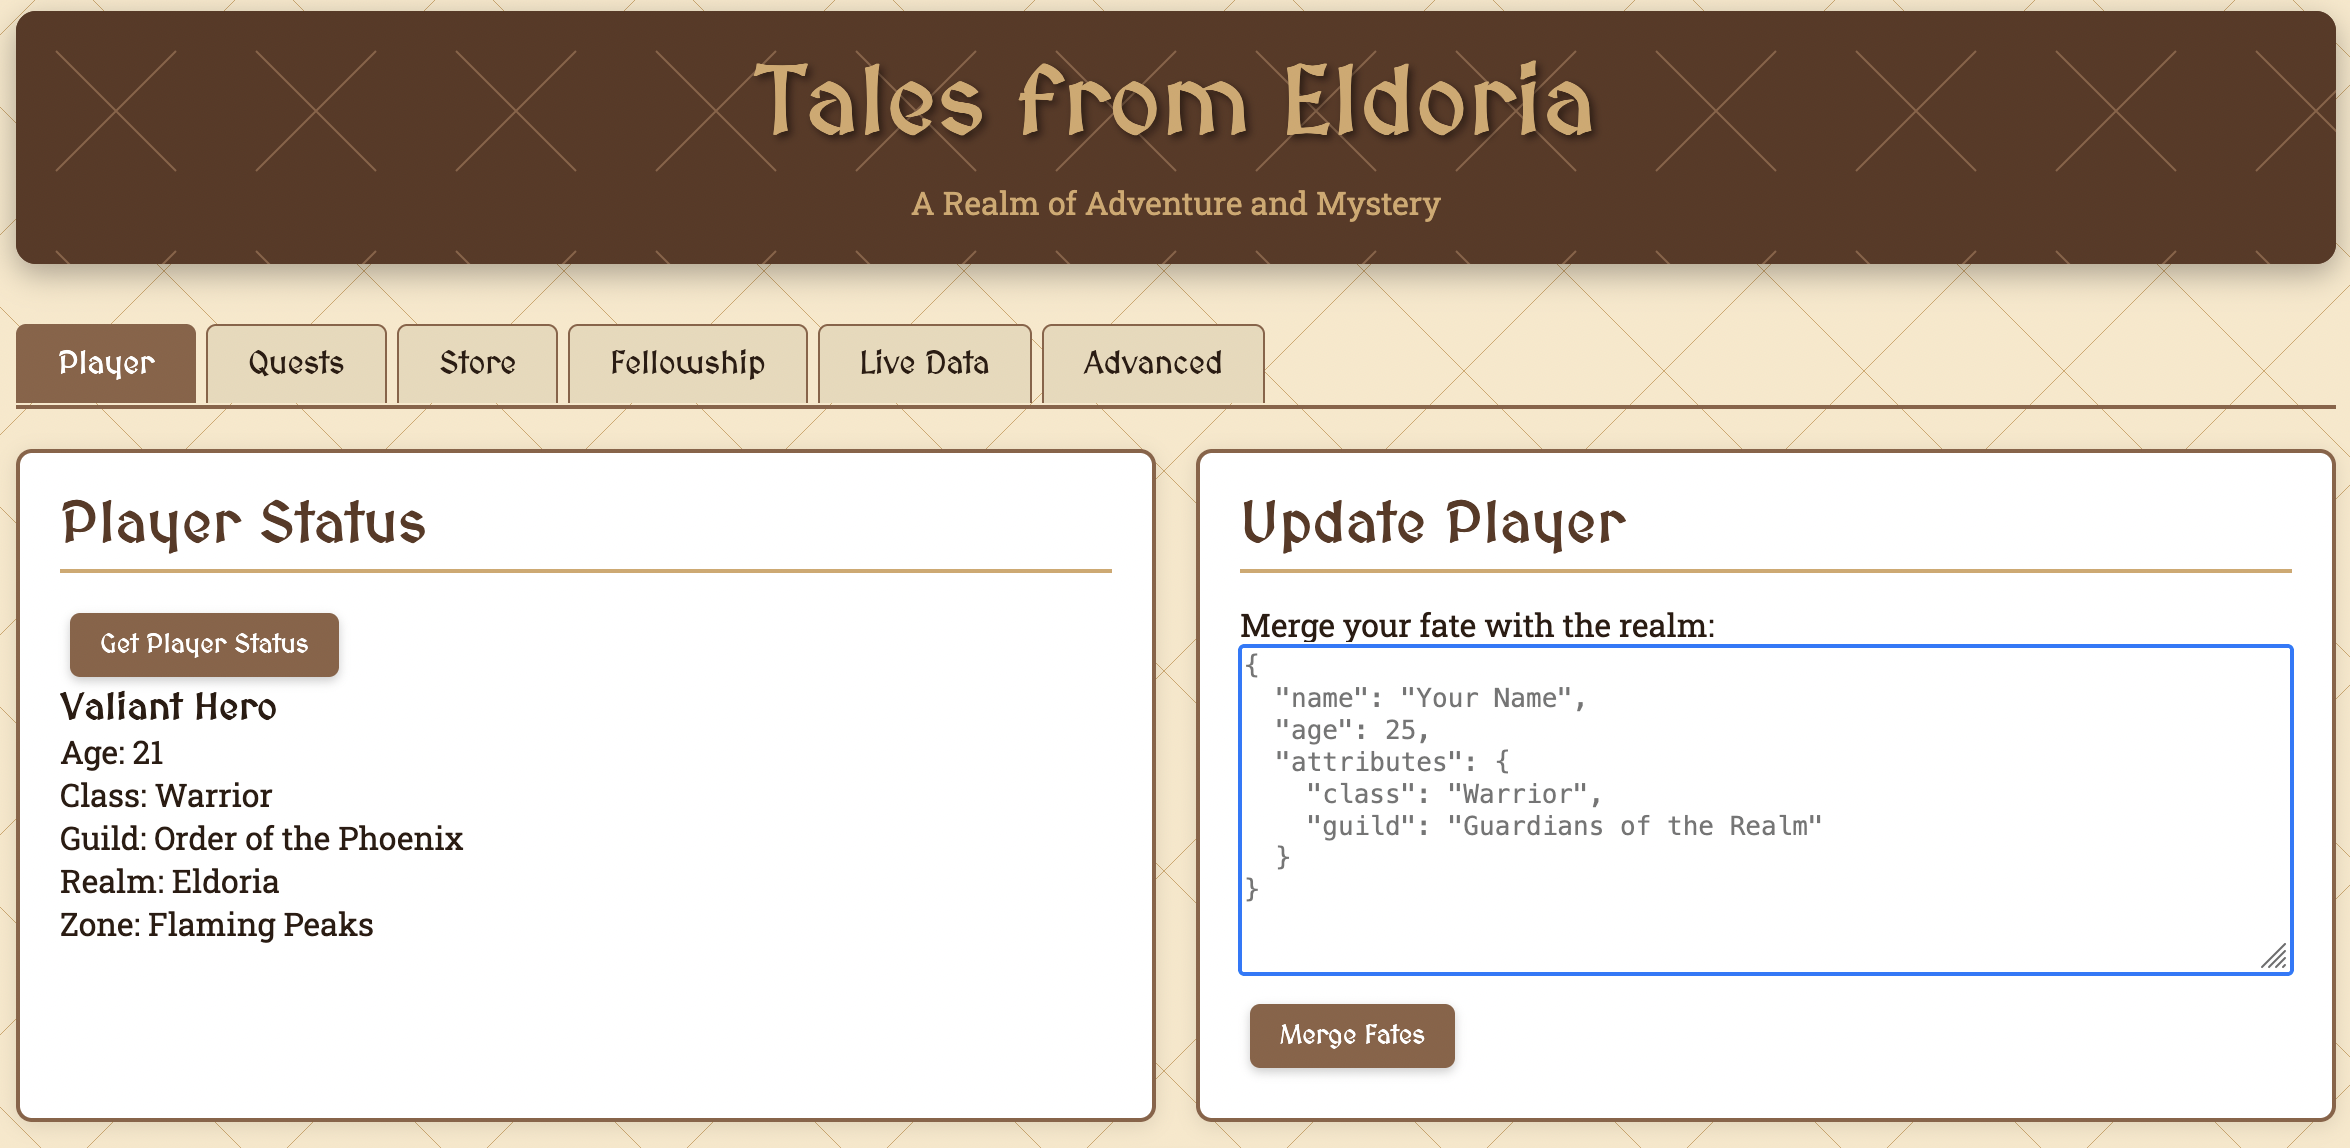 Tales from Eldoria
A Realm of Adventure and Mystery
Player
Quests
Store
Fellowship
Live Data
Advanced
Player Status
Get Player Status
Valiant Hero
Age: 21
Class: Warrior
Guild: Order of the Phoenix
Realm: Eldoria
Zone: Flaming Peaks
Update Player
Merge your fate with the realm:
{
  "name": "Your Name",
  "age": 25,
  "attributes": {
    "class": "Warrior",
    "guild": "Guardians of the Realm"
  }
}
Merge Fates